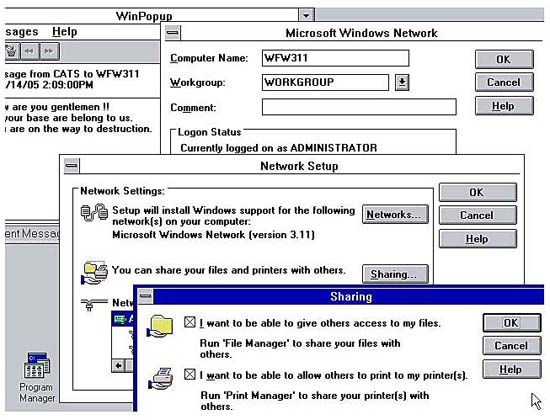 WinPopup
ssages Help
sage from CATS to WFW311
/14/05 2:09:00PM
w are you gentlemen !!
your base are belong to us.
are on the way to destruction.
Microsoft Windows Network
Computer Name: WFW311
OK
Workgroup: WORKGROUP
Cancel
Comment:
Help
Logon Status
Currently logged on as ADMINISTRATOR
Network Setup
Network Settings:
OK
Setup will install Windows support for the following
network(s) on your computer:
Networks...
Cancel
Microsoft Windows Network (version 3.11)
Help
ent Messag
You can share your files and printers with others.
Sharing...
Netw
Sharing
I want to be able to give others access to my files.
OK
Run 'File Manager' to share your files with
others.
Cancel
I want to be able to allow others to print to my printer(s).
Help
Run 'Print Manager' to share your printer(s) with
others.
Program
Manager